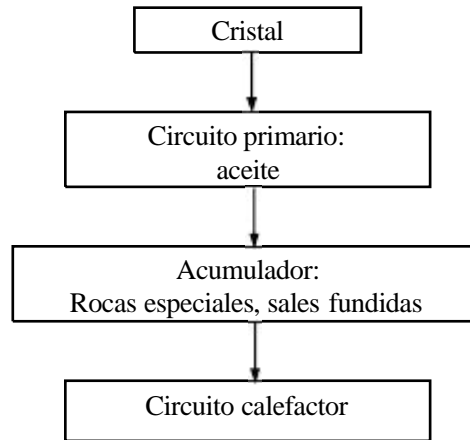 Cristal
Circuito primario:
aceite
Acumulador:
Rocas especiales, sales fundidas
Circuito calefactor